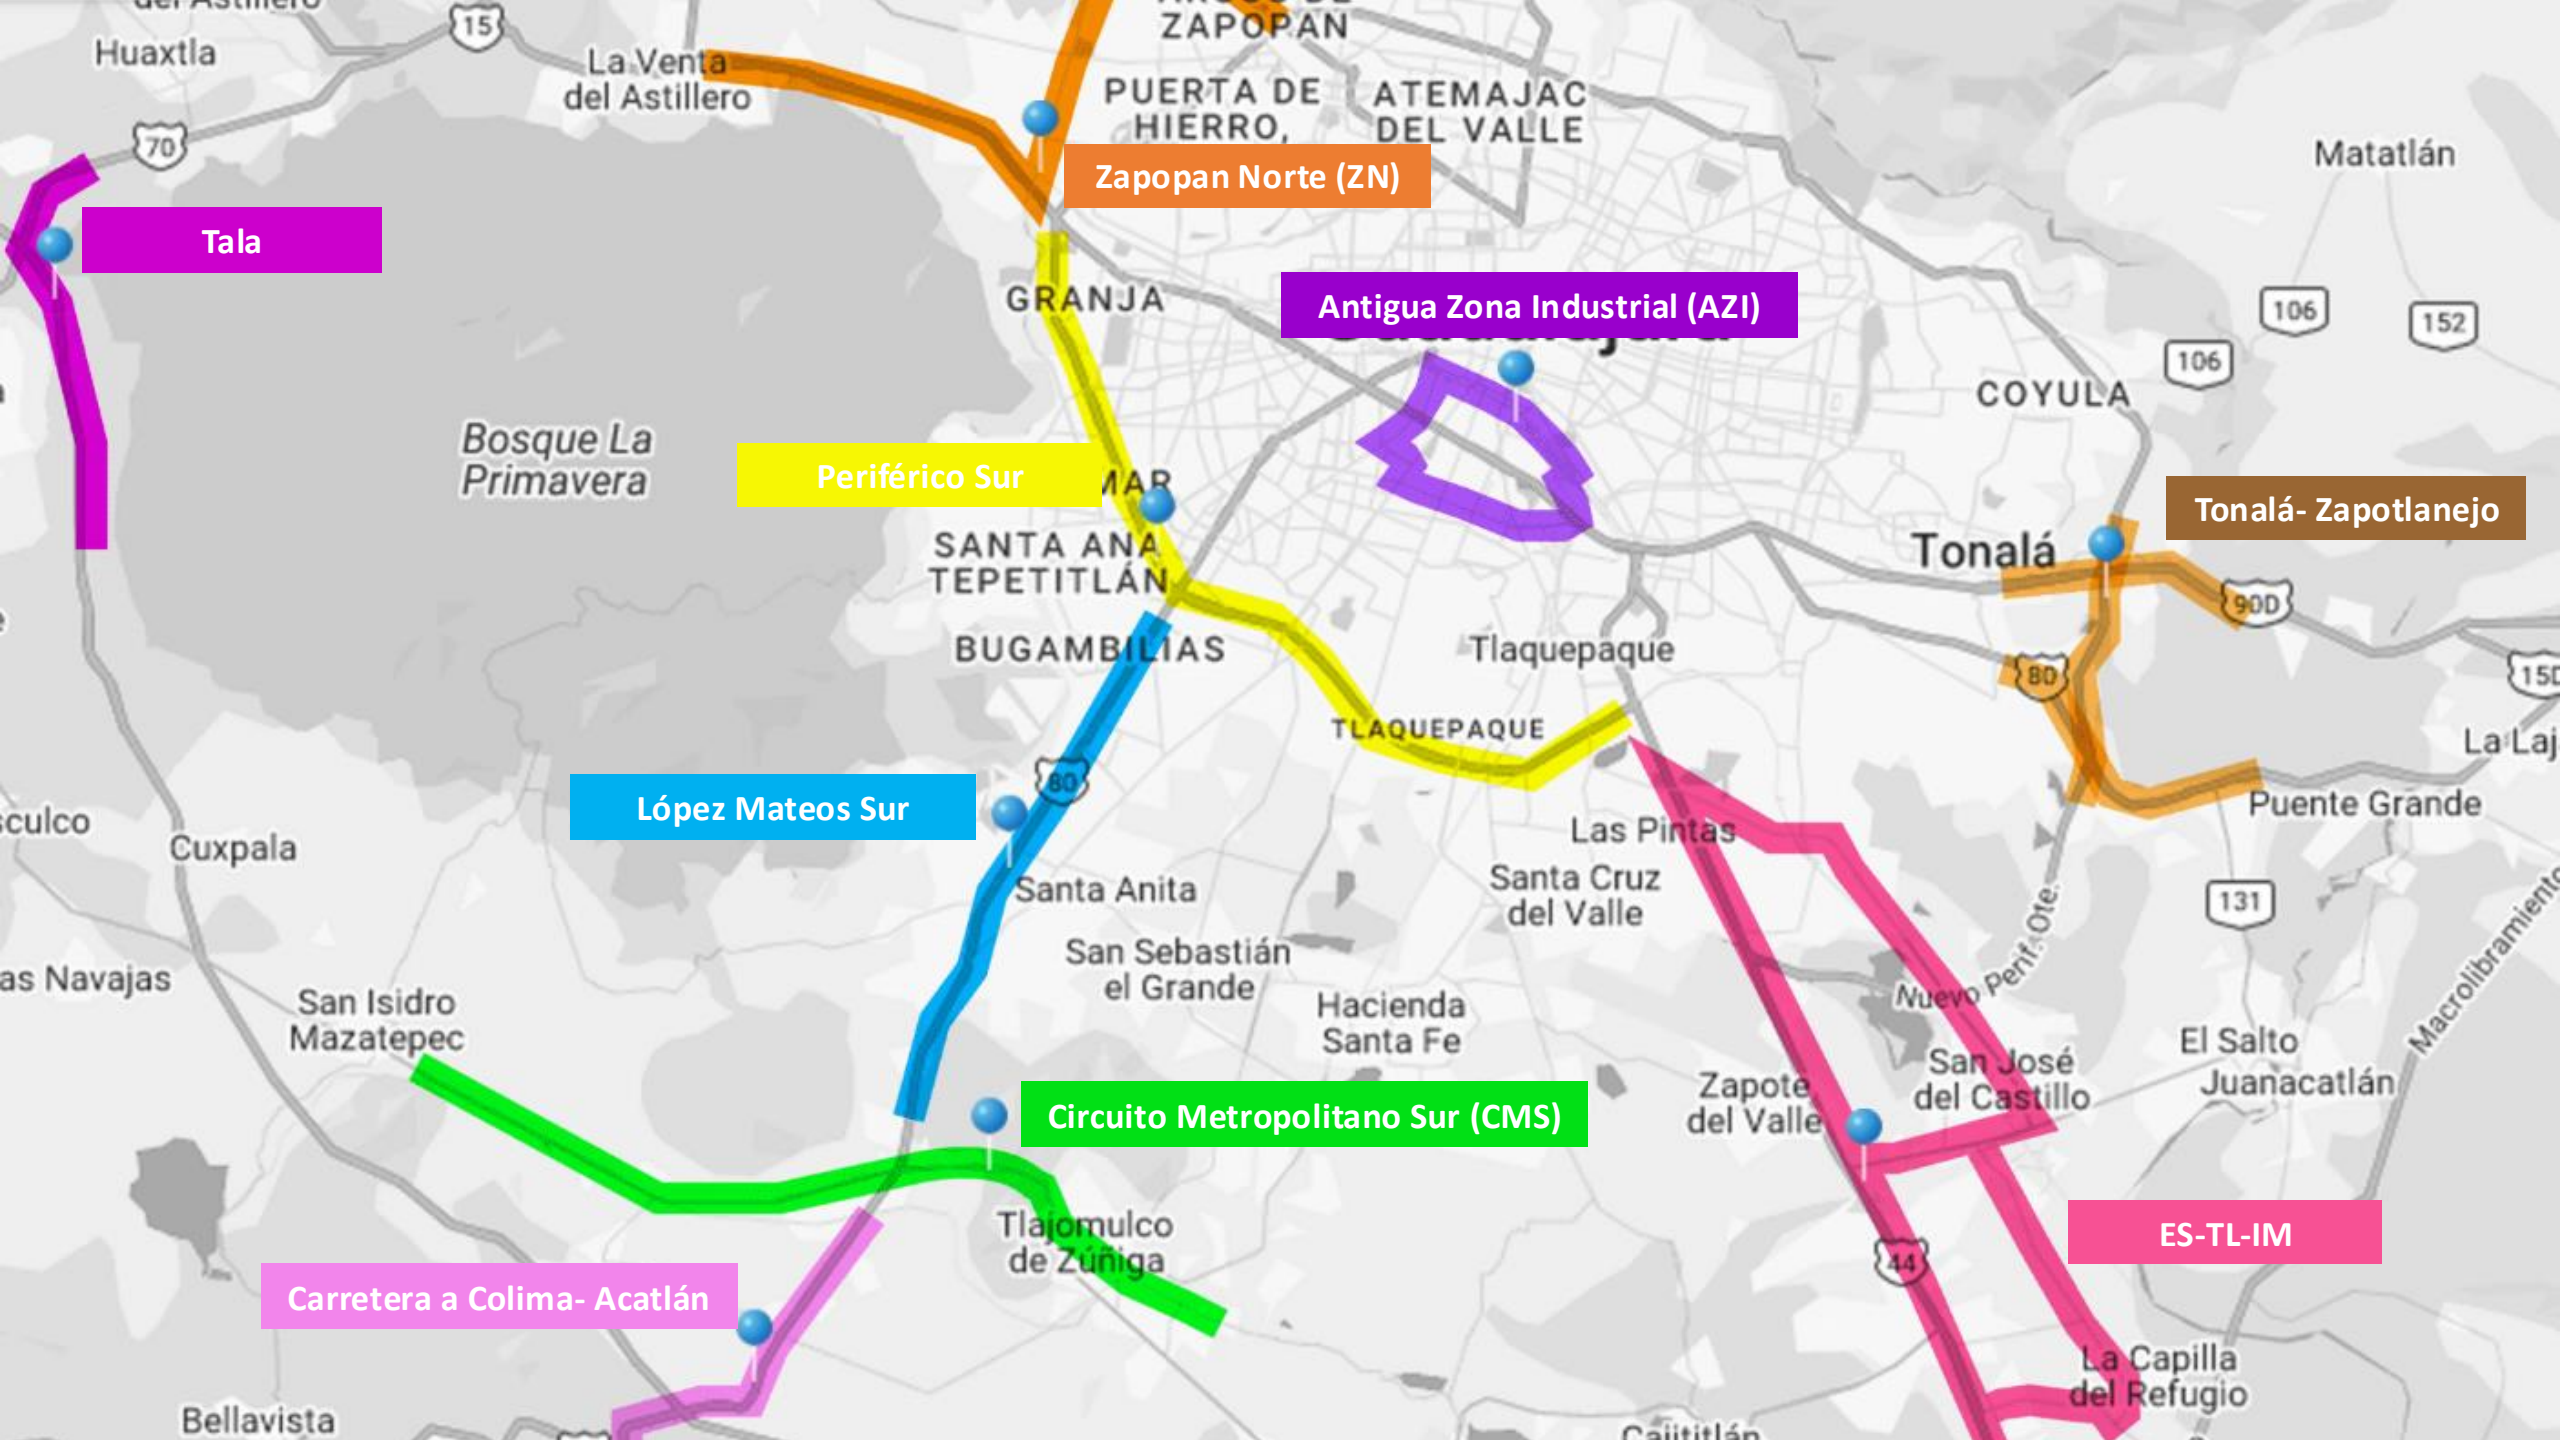 15
ZAPOPAN
Huaxtla
La Venta
del Astillero
PUERTA DE
HIERRO,
ATEMAJAC
DEL VALLE
70
Matatlán
Zapopan Norte (ZN)
Tala
GRANJA
Antigua Zona Industrial (AZI)
106
152
106
COYULA
Bosque La
Primavera
Periférico Sur
Tonalá- Zapotlanejo
SANTA ANA
TEPETITLÁN
Tonalá
90D
BUGAMBILIAS
Tlaquepaque
8D
15D
TLAQUEPAQUE
La Laj
80
López Mateos Sur
Puente Grande
Las Pintas
Cuxpala
Santa Anita
Santa Cruz
del Valle
131
San Sebastián
el Grande
as Navajas
Nuevo Perif. Ote.
Macrolibramiento
San Isidro
Mazatepec
Hacienda
Santa Fe
El Salto
Juanacatlán
San José
del Castillo
Zapote
del Valle
Circuito Metropolitano Sur (CMS)
Tlajomulco
de Zúñiga
ES-TL-IM
44
Carretera a Colima- Acatlán
La Capilla
del Refugio
Bellavista